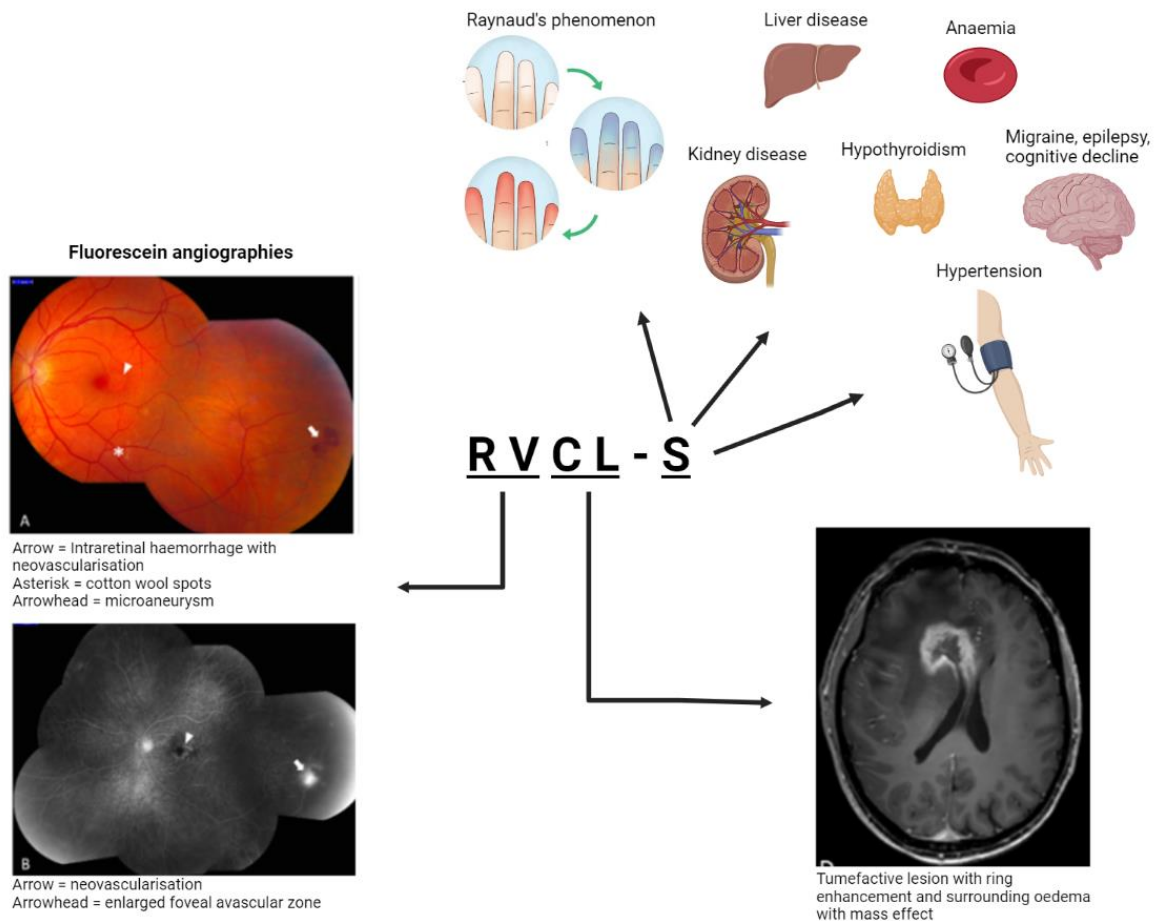 Raynaud's phenomenon
Liver disease
Anaemia
Kidney disease
Hypothyroidism
Migraine, epilepsy,
cognitive decline
Hypertension
Fluorescein angiographies
A
Arrow = Intraretinal haemorrhage with
neovascularisation
Asterisk = cotton wool spots
Arrowhead = microaneurysm
B
Arrow = neovascularisation
Arrowhead = enlarged foveal avascular zone
R V C L - S
Tumefactive lesion with ring
enhancement and surrounding oedema
with mass effect